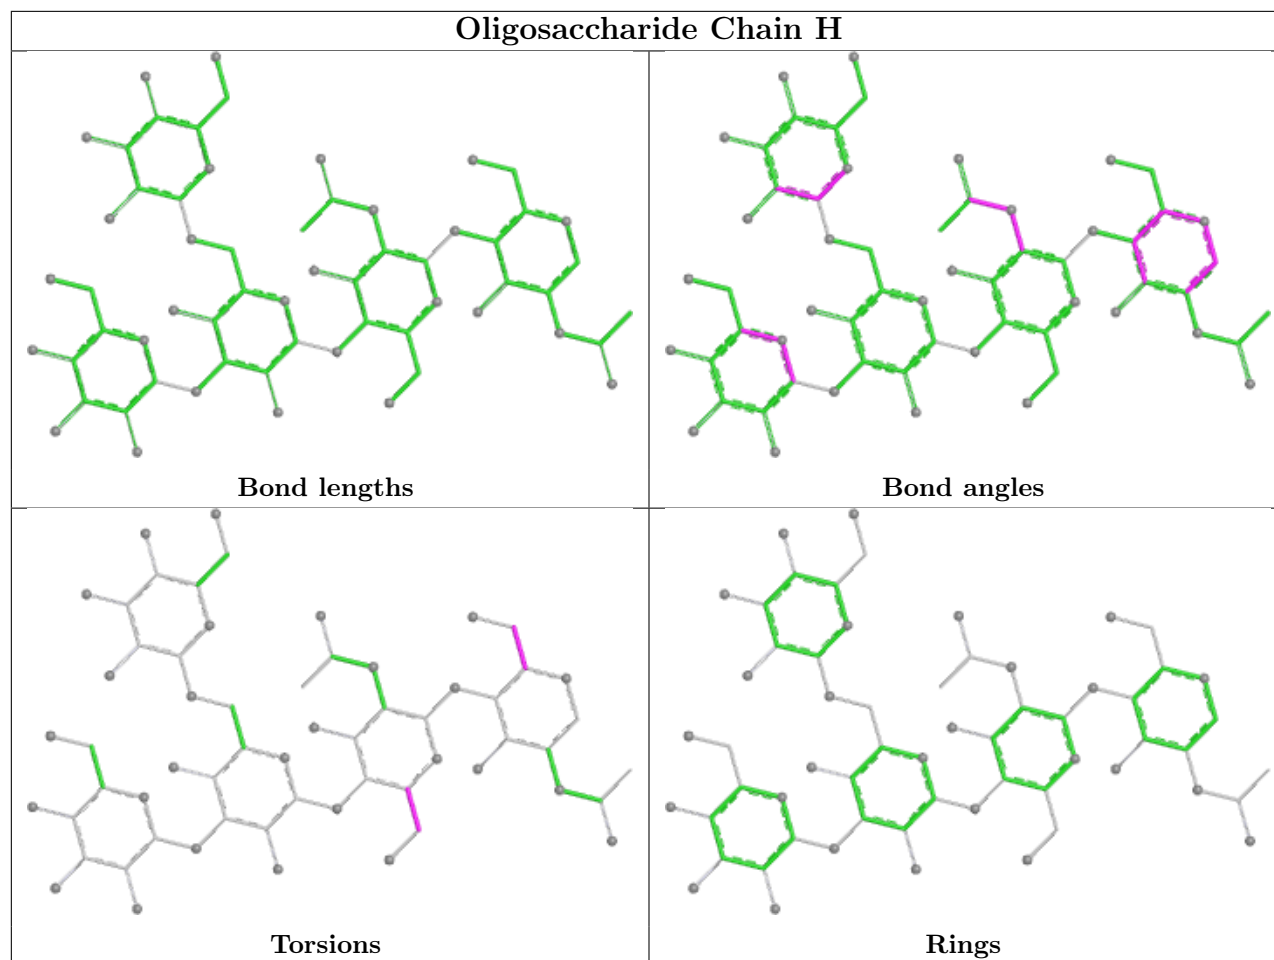 Oligosaccharide Chain H
Bond lengths
Bond angles
Torsions
Rings